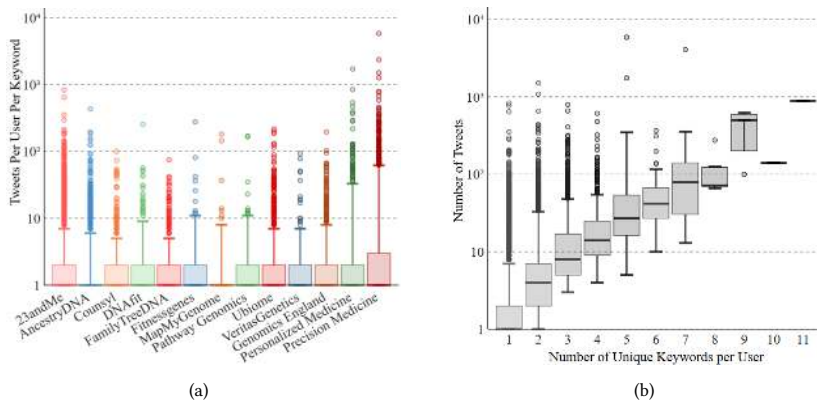 10⁴
10³
10²
10
1
Tweets Per User Per Keyword
23andMe
AncestryDNA
Counsyl
DNAfit
FamilyTreeDNA
Fitnessgenes
MapMyGenome
Pathway Genomics
Ubiome
VeritasGenetics
Genomics England
Personalized Medicine
Precision Medicine
(a)
10⁴
10³
10²
10
1
Number of Tweets
1 2 3 4 5 6 7 8 9 10 11
Number of Unique Keywords per User
(b)